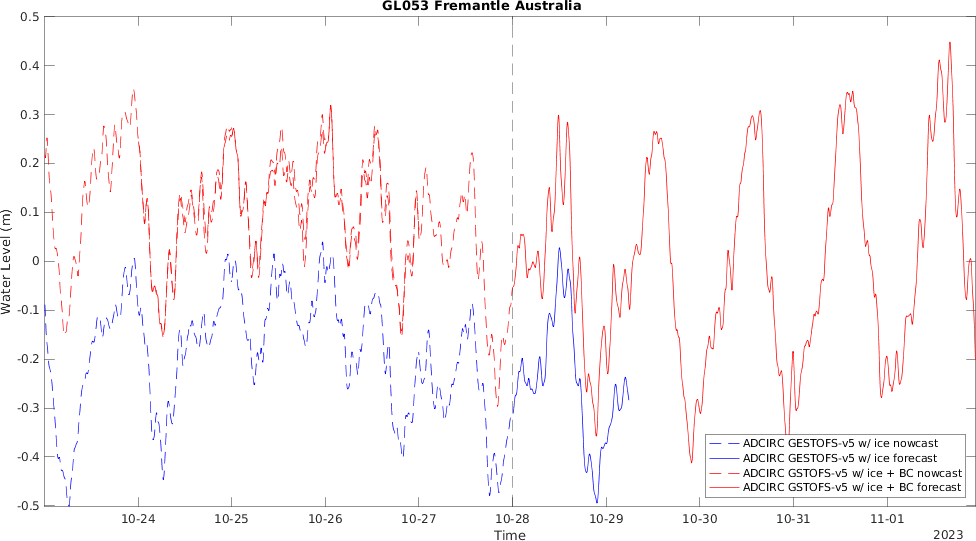 GL053 Fremantle Australia
0.5
0.4
0.3
0.2
0.1
0
-0.1
-0.2
-0.3
-0.4
-0.5
Water Level (m)
10-24 10-25 10-26 10-27 10-28 10-29 10-30 10-31 11-01
Time
2023
ADCIRC GESTOFS-v5 w/ ice nowcast
ADCIRC GESTOFS-v5 w/ ice forecast
ADCIRC GSTOFS-v5 w/ ice + BC nowcast
ADCIRC GSTOFS-v5 w/ ice + BC forecast